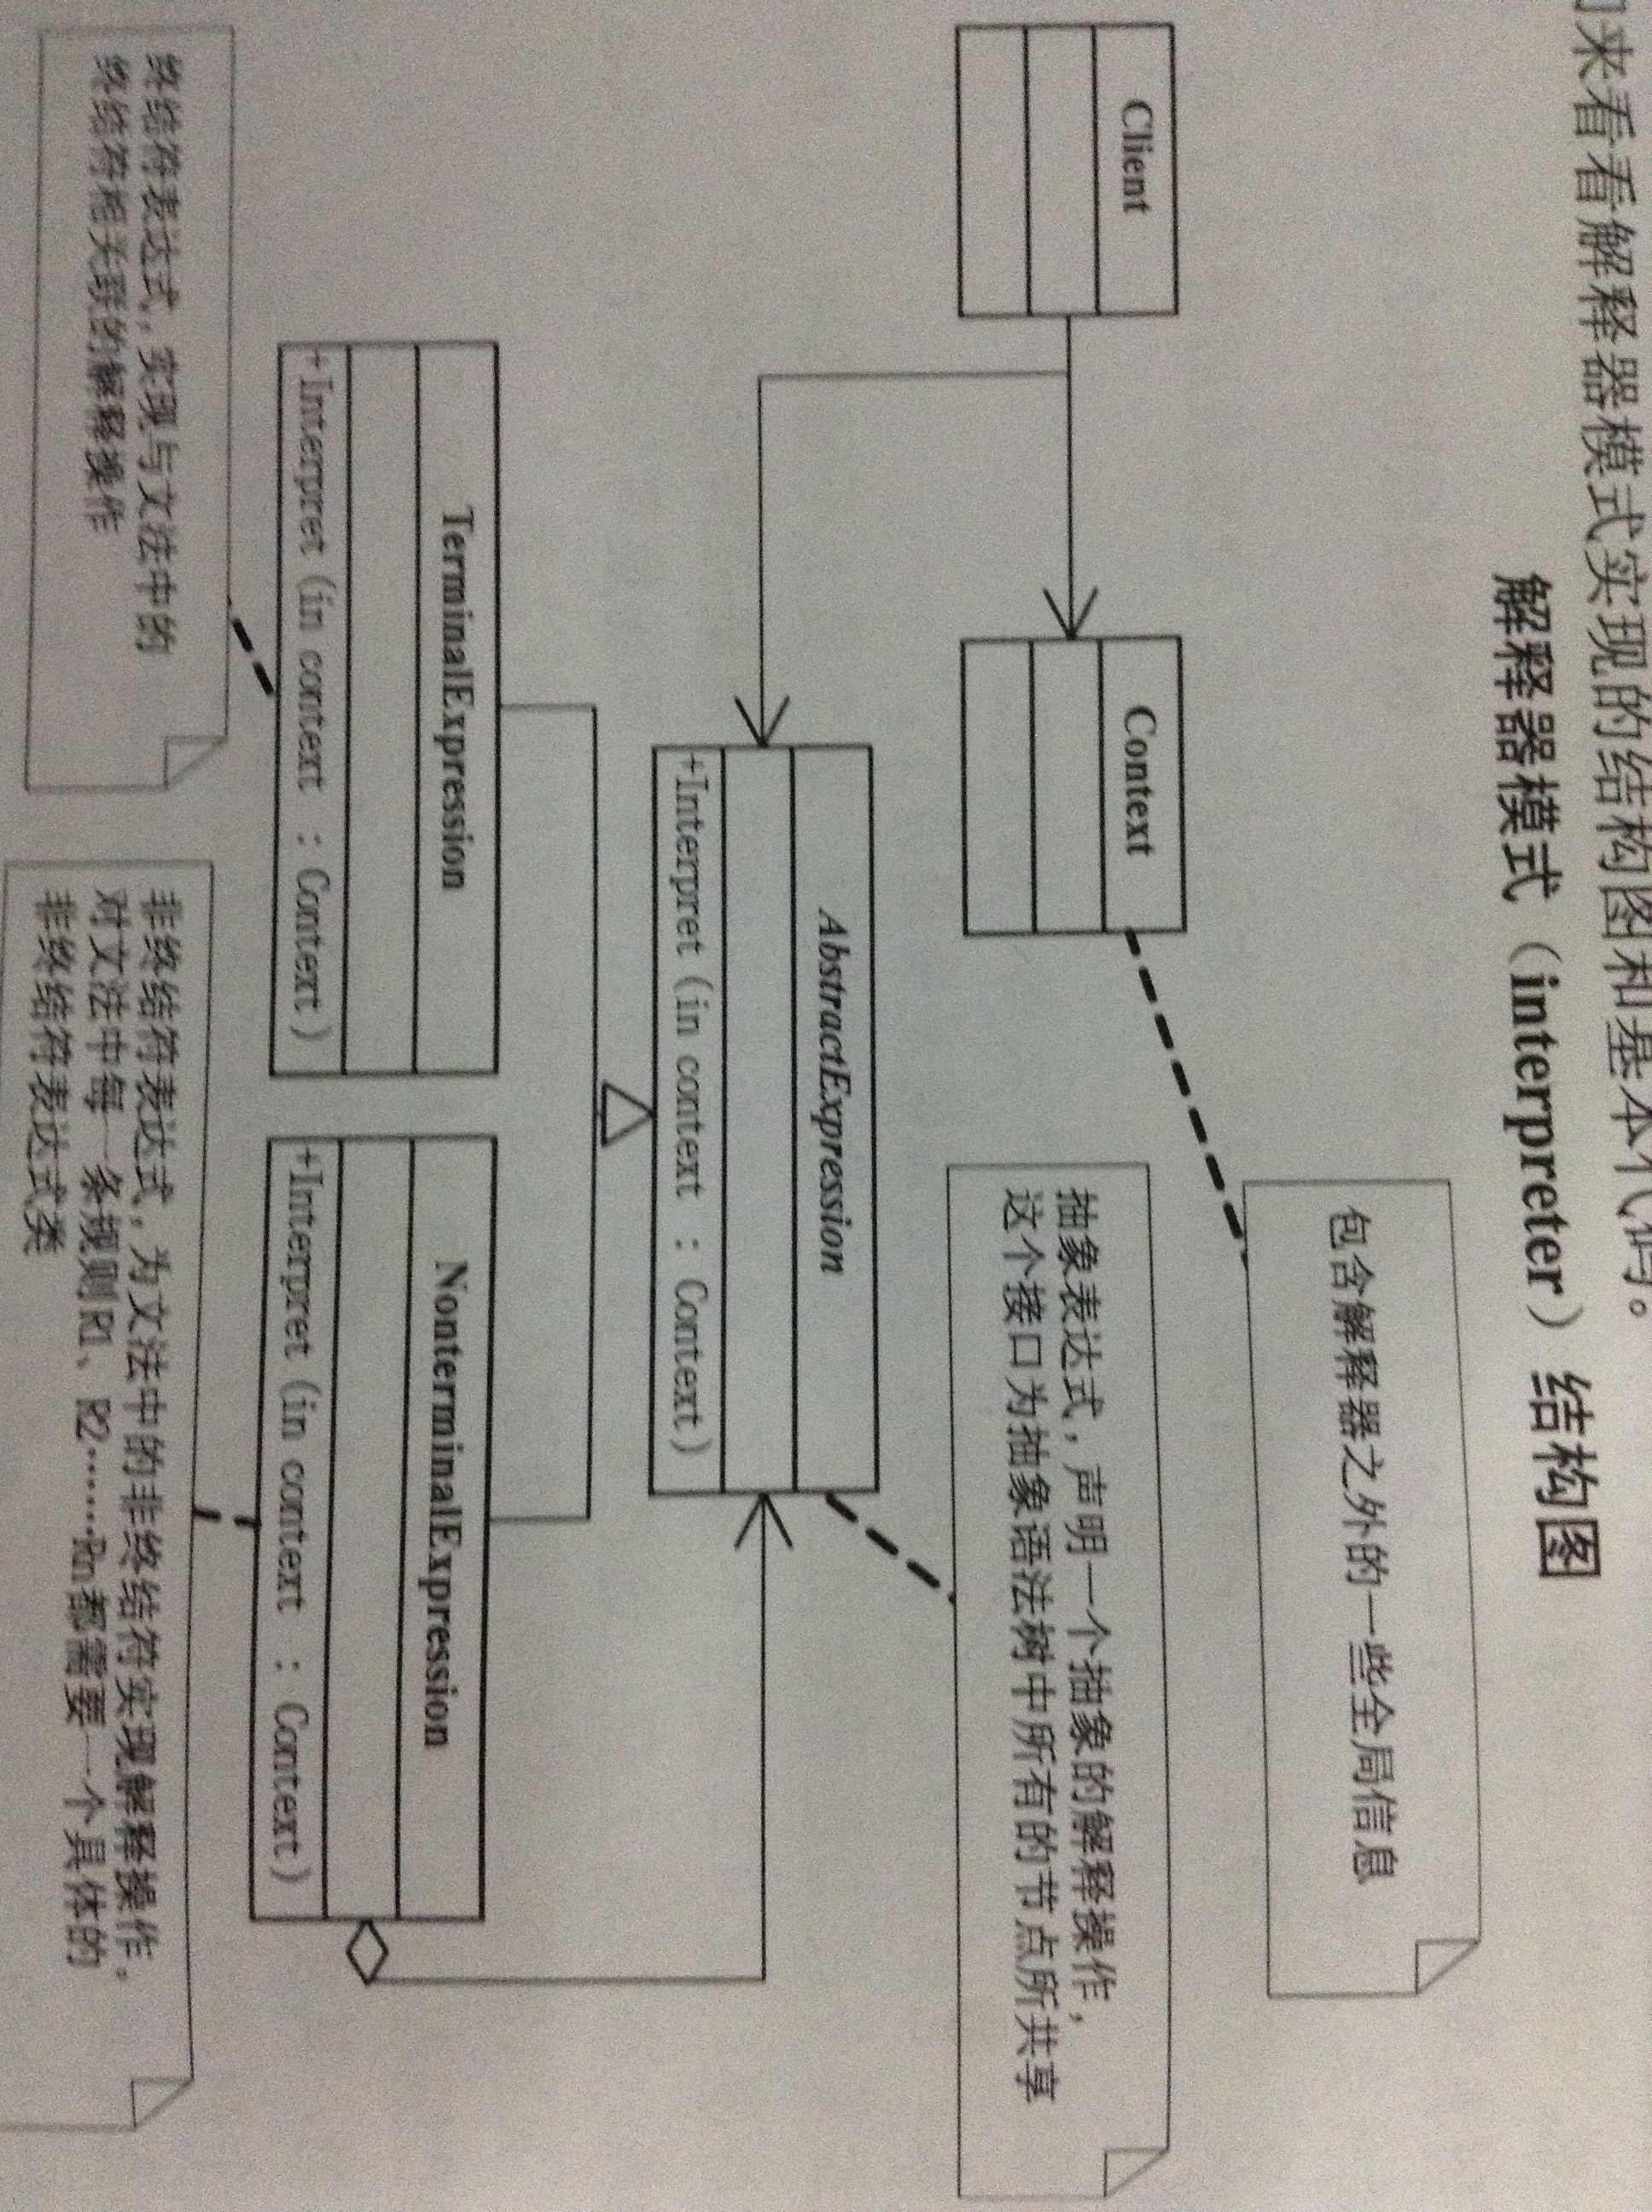 来看看解释器模式实现的结构图和基本代码。
解释器模式（interpreter）结构图
包含解释器之外的一些全局信息
Client
Context
抽象表达式，声明一个抽象的解释操作，
这个接口为抽象语法树中所有的节点所共享
AbstractExpression
+Interpret(in context : Context)
TerminalExpression
+Interpret(in context : Context)
NonterminalExpression
+Interpret(in context : Context)
终结符表达式，实现与文法中的
终结符相关联的解释操作
非终结符表达式，为文法中的非终结符实现解释操作。
对文法中每一条规则R1、R2……Rn都需要一个具体的
非终结符表达式类